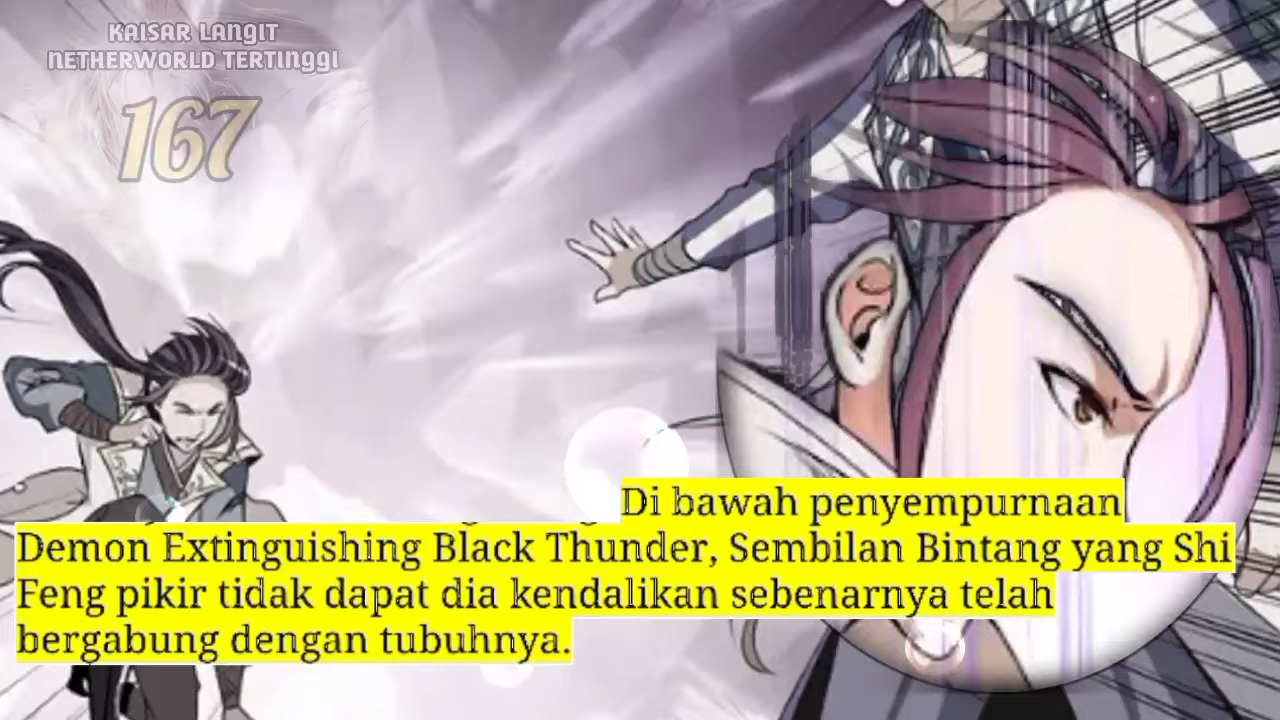 KAISAR LANGIT
NETHERWORLD TERTINGGI
167
Di bawah penyempurnaan
Demon Extinguishing Black Thunder, Sembilan Bintang yang Shi
Feng pikir tidak dapat dia kendalikan sebenarnya telah
bergabung dengan tubuhnya.